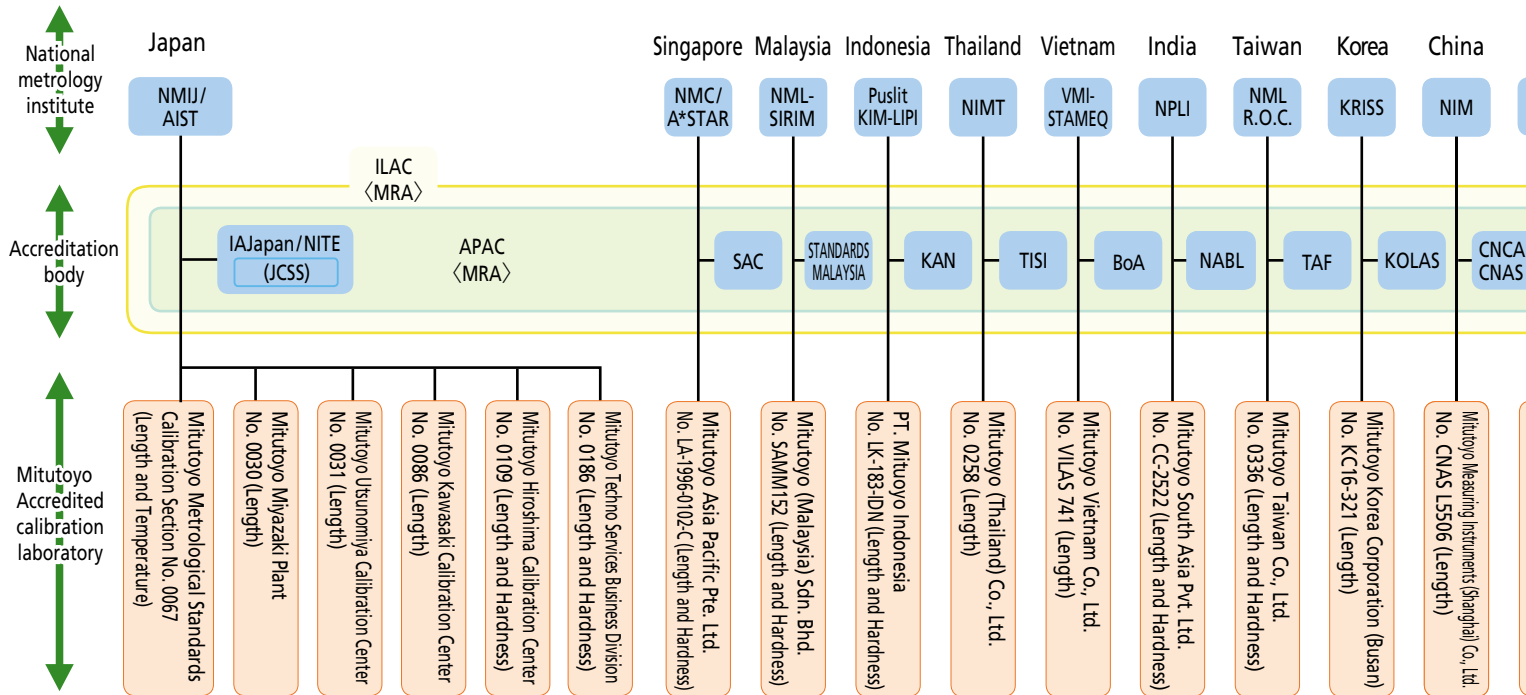 National
metrology
institute
Japan
Singapore
Malaysia
Indonesia
Thailand
Vietnam
India
Taiwan
Korea
China
NMIJ/
AIST
NMC/
A*STAR
NML-
SIRIM
Puslit
KIM-LIPI
NIMT
VMI-
STAMEQ
NPLI
NML
R.O.C.
KRISS
NIM
ILAC
〈MRA〉
Accreditation
body
IAJapan/NITE
(JCSS)
APAC
〈MRA〉
SAC
STANDARDS
MALAYSIA
KAN
TISI
BoA
NABL
TAF
KOLAS
CNCA
CNAS
Mitutoyo
Accredited
calibration
laboratory
Mitutoyo Metrological Standards
Calibration Section No. 0067
(Length and Temperature)
Mitutoyo Miyazaki Plant
No. 0030 (Length)
Mitutoyo Utsunomiya Calibration Center
No. 0031 (Length)
Mitutoyo Kawasaki Calibration Center
No. 0086 (Length)
Mitutoyo Hiroshima Calibration Center
No. 0109 (Length and Hardness)
Mitutoyo Techno Services Business Division
No. 0186 (Length and Hardness)
Mitutoyo Asia Pacific Pte. Ltd.
No. LA-1996-0102-C (Length and Hardness)
Mitutoyo (Malaysia) Sdn. Bhd.
No. SAMM152 (Length and Hardness)
PT. Mituoyo Indonesia
No. LK-183-IDN (Length and Hardness)
Mitutoyo (Thailand) Co., Ltd.
No. 0258 (Length)
Mitutoyo Vietnam Co., Ltd.
No. VILAS 741 (Length)
Mitutoyo South Asia Pvt. Ltd.
No. CC-2522 (Length and Hardness)
Mitutoyo Taiwan Co., Ltd.
No. 0336 (Length and Hardness)
Mitutoyo Korea Corporation (Busan)
No. KC16-321 (Length)
Mitutoyo Measuring Instruments (Shanghai) Co., Ltd.
No. CNAS L5506 (Length)